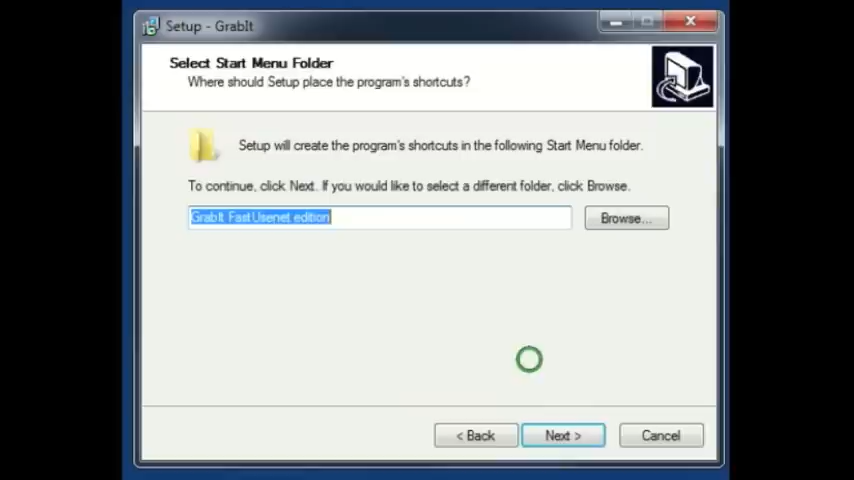 Setup - GrabIt
Select Start Menu Folder
Where should Setup place the program's shortcuts?
Setup will create the program's shortcuts in the following Start Menu folder.
To continue, click Next. If you would like to select a different folder, click Browse.
GrabIt FastUsenet edition
Browse...
< Back
Next >
Cancel